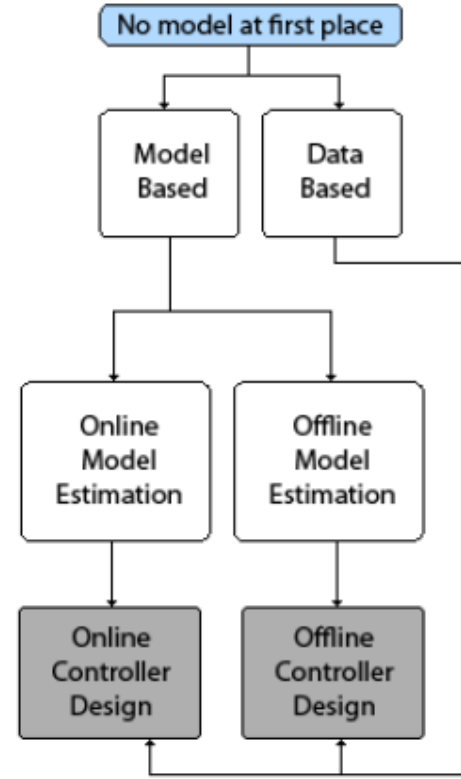 No model at first place
Model
Based
Data
Based
Online
Model
Estimation
Offline
Model
Estimation
Online
Controller
Design
Offline
Controller
Design